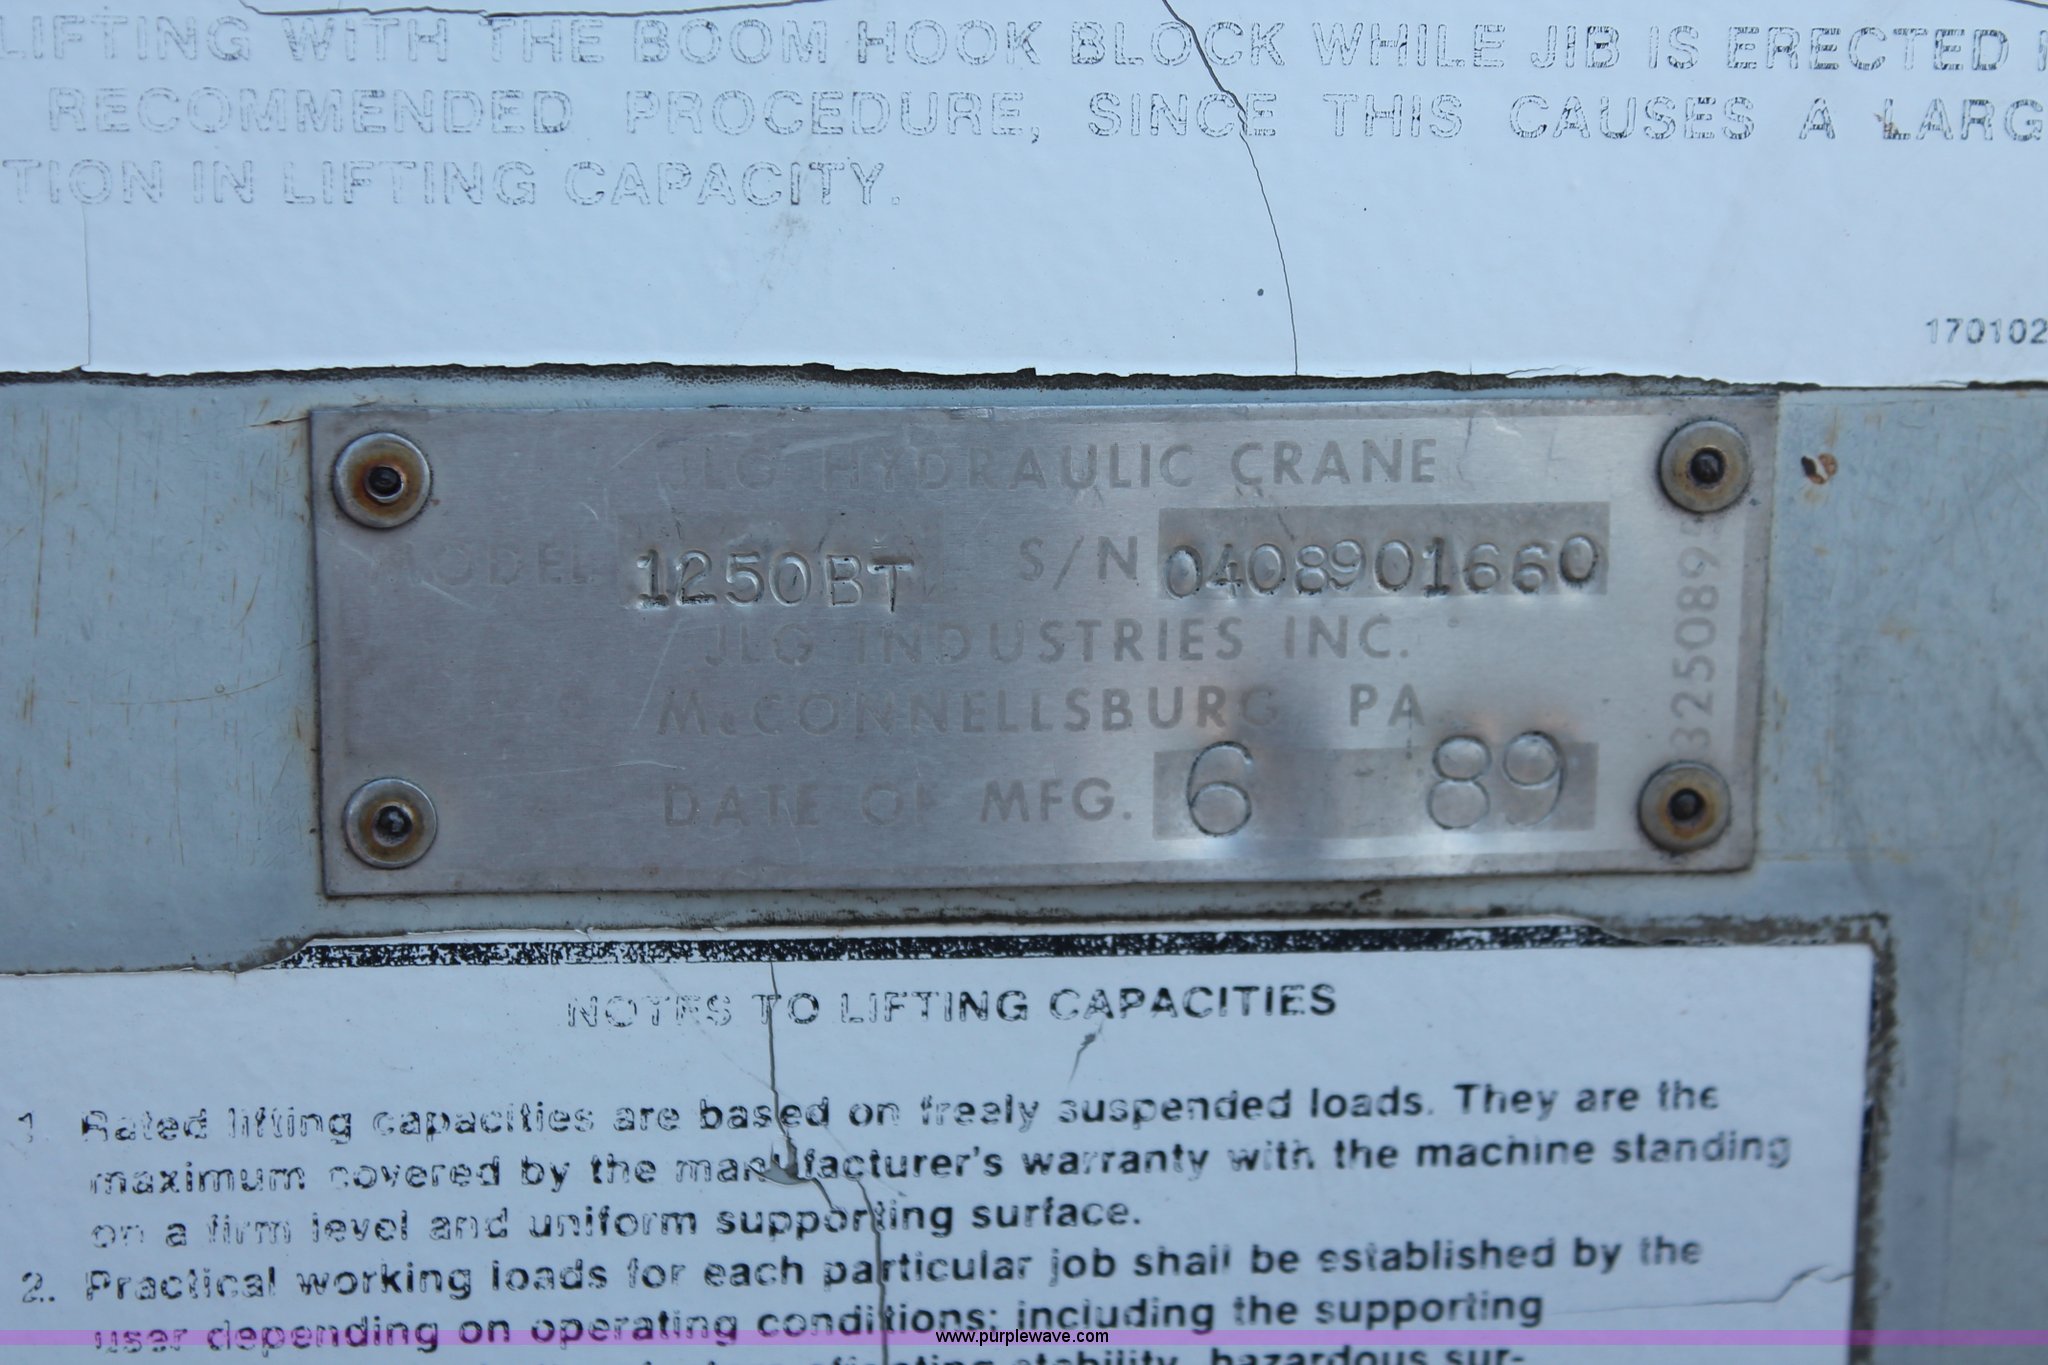 LIFTING WITH THE BOOM HOOK BLOCK WHILE JIB IS ERECTED
RECOMMENDED PROCEDURE, SINCE THIS CAUSES A LARG
TION IN LIFTING CAPACITY.
170102
JLG HYDRAULIC CRANE
MODEL 1250BT S/N 0408901660
JLG INDUSTRIES INC.
McCONNELLSBURG PA
DATE OF MFG. 6 89
3250895
NOTES TO LIFTING CAPACITIES
1 Rated lifting capacities are based on freely suspended loads. They are the
maximum covered by the manufacturer's warranty with the machine standing
on a firm level and uniform supporting surface.
2. Practical working loads for each particular job shall be established by the
user depending on operating conditions; including the supporting
stability, hazardous sur-
www.purplewave.com